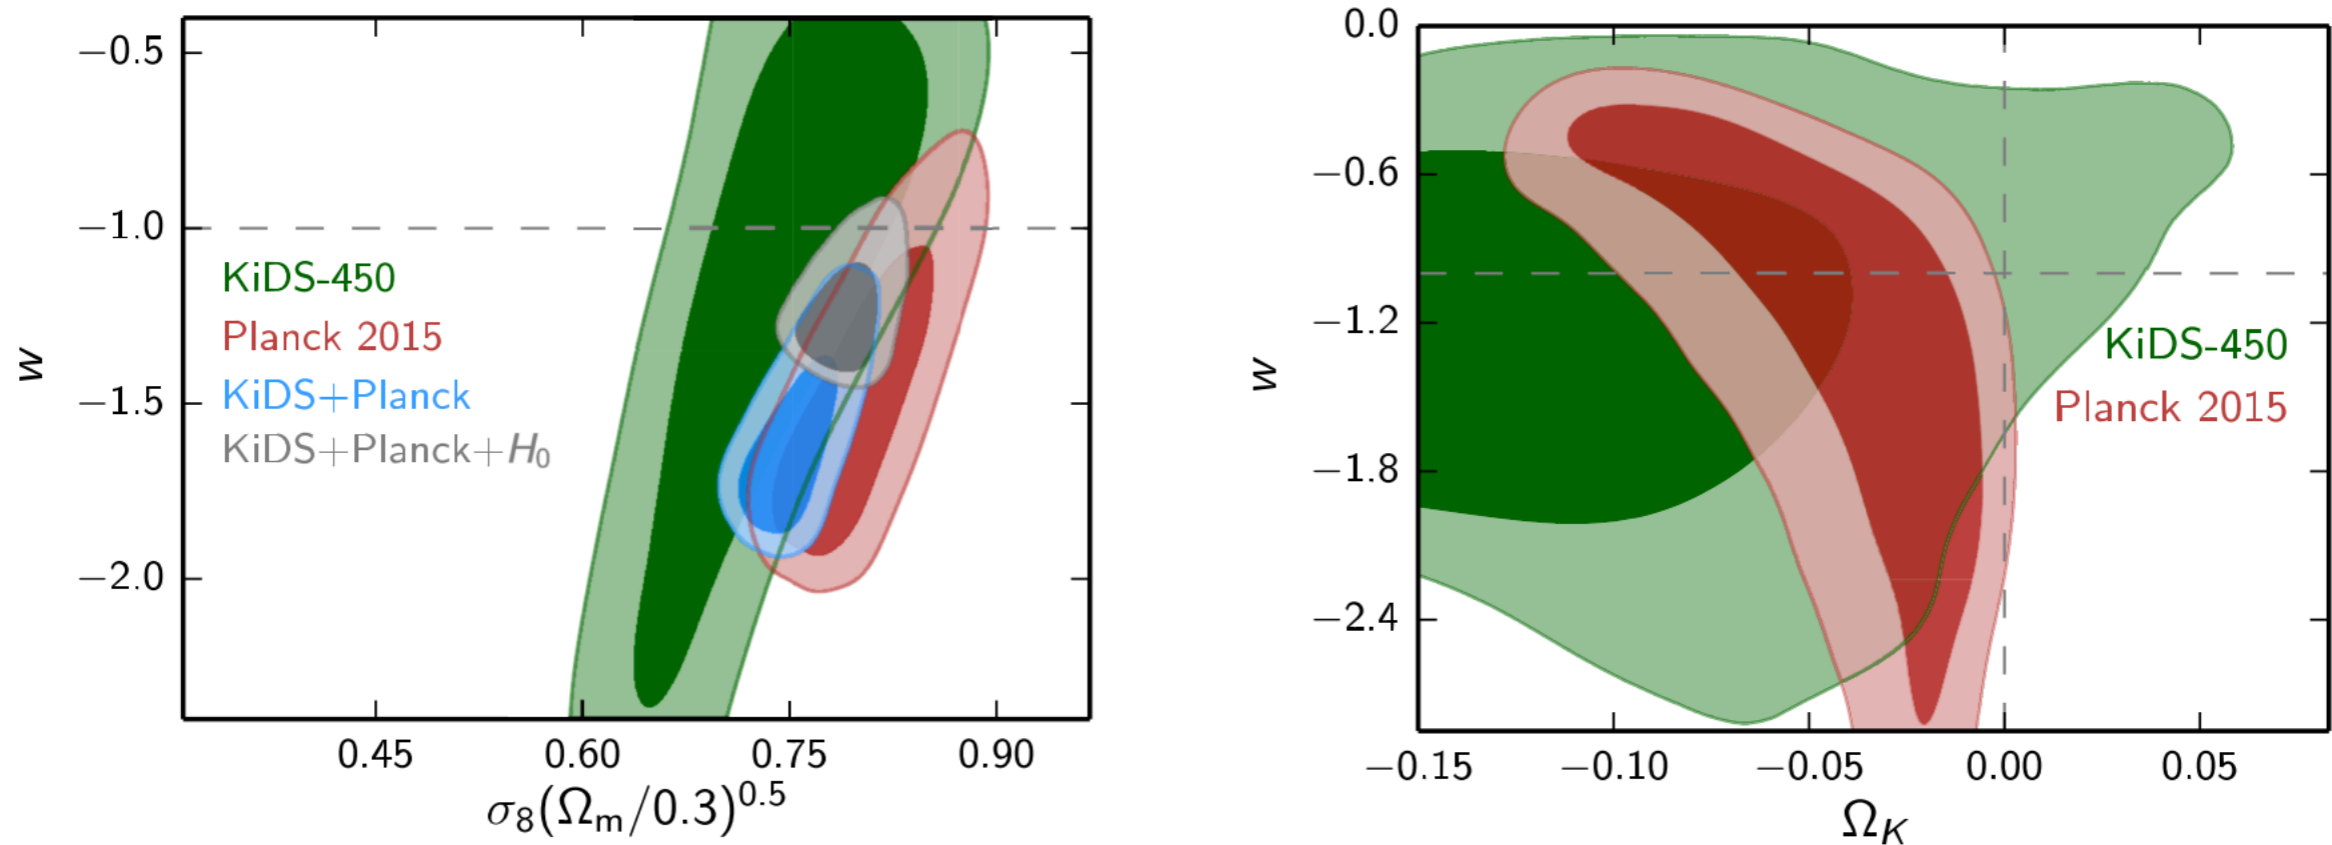 −0.5
−1.0
−1.5
−2.0
w
KiDS-450
Planck 2015
KiDS+Planck
KiDS+Planck+H₀
0.45 0.60 0.75 0.90
σ₈(Ωₘ/0.3)⁰·⁵
0.0
−0.6
−1.2
−1.8
−2.4
w
KiDS-450
Planck 2015
−0.15 −0.10 −0.05 0.00 0.05
Ω_K